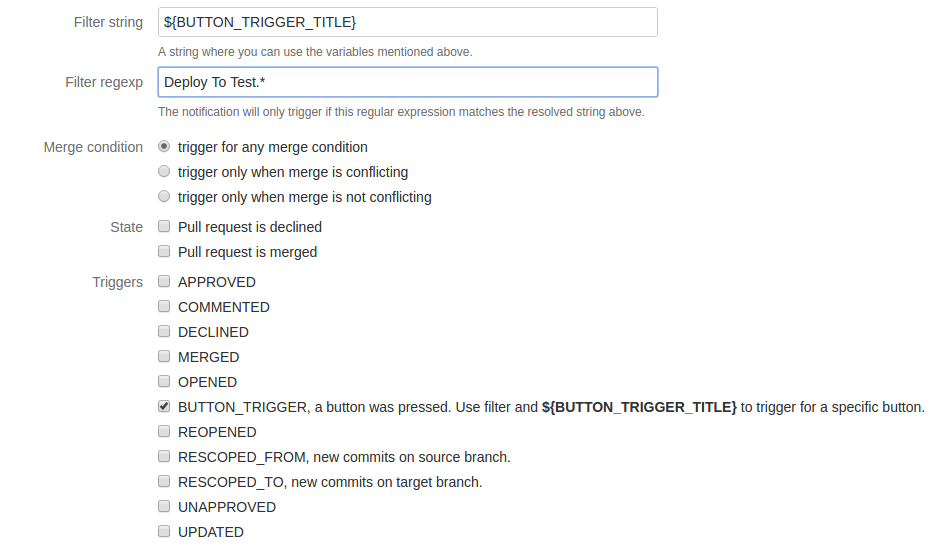 Filter string ${BUTTON_TRIGGER_TITLE}
A string where you can use the variables mentioned above.
Filter regexp Deploy To Test.*
The notification will only trigger if this regular expression matches the resolved string above.
Merge condition trigger for any merge condition
trigger only when merge is conflicting
trigger only when merge is not conflicting
State Pull request is declined
Pull request is merged
Triggers APPROVED
COMMENTED
DECLINED
MERGED
OPENED
BUTTON_TRIGGER, a button was pressed. Use filter and ${BUTTON_TRIGGER_TITLE} to trigger for a specific button.
REOPENED
RESCOPED_FROM, new commits on source branch.
RESCOPED_TO, new commits on target branch.
UNAPPROVED
UPDATED